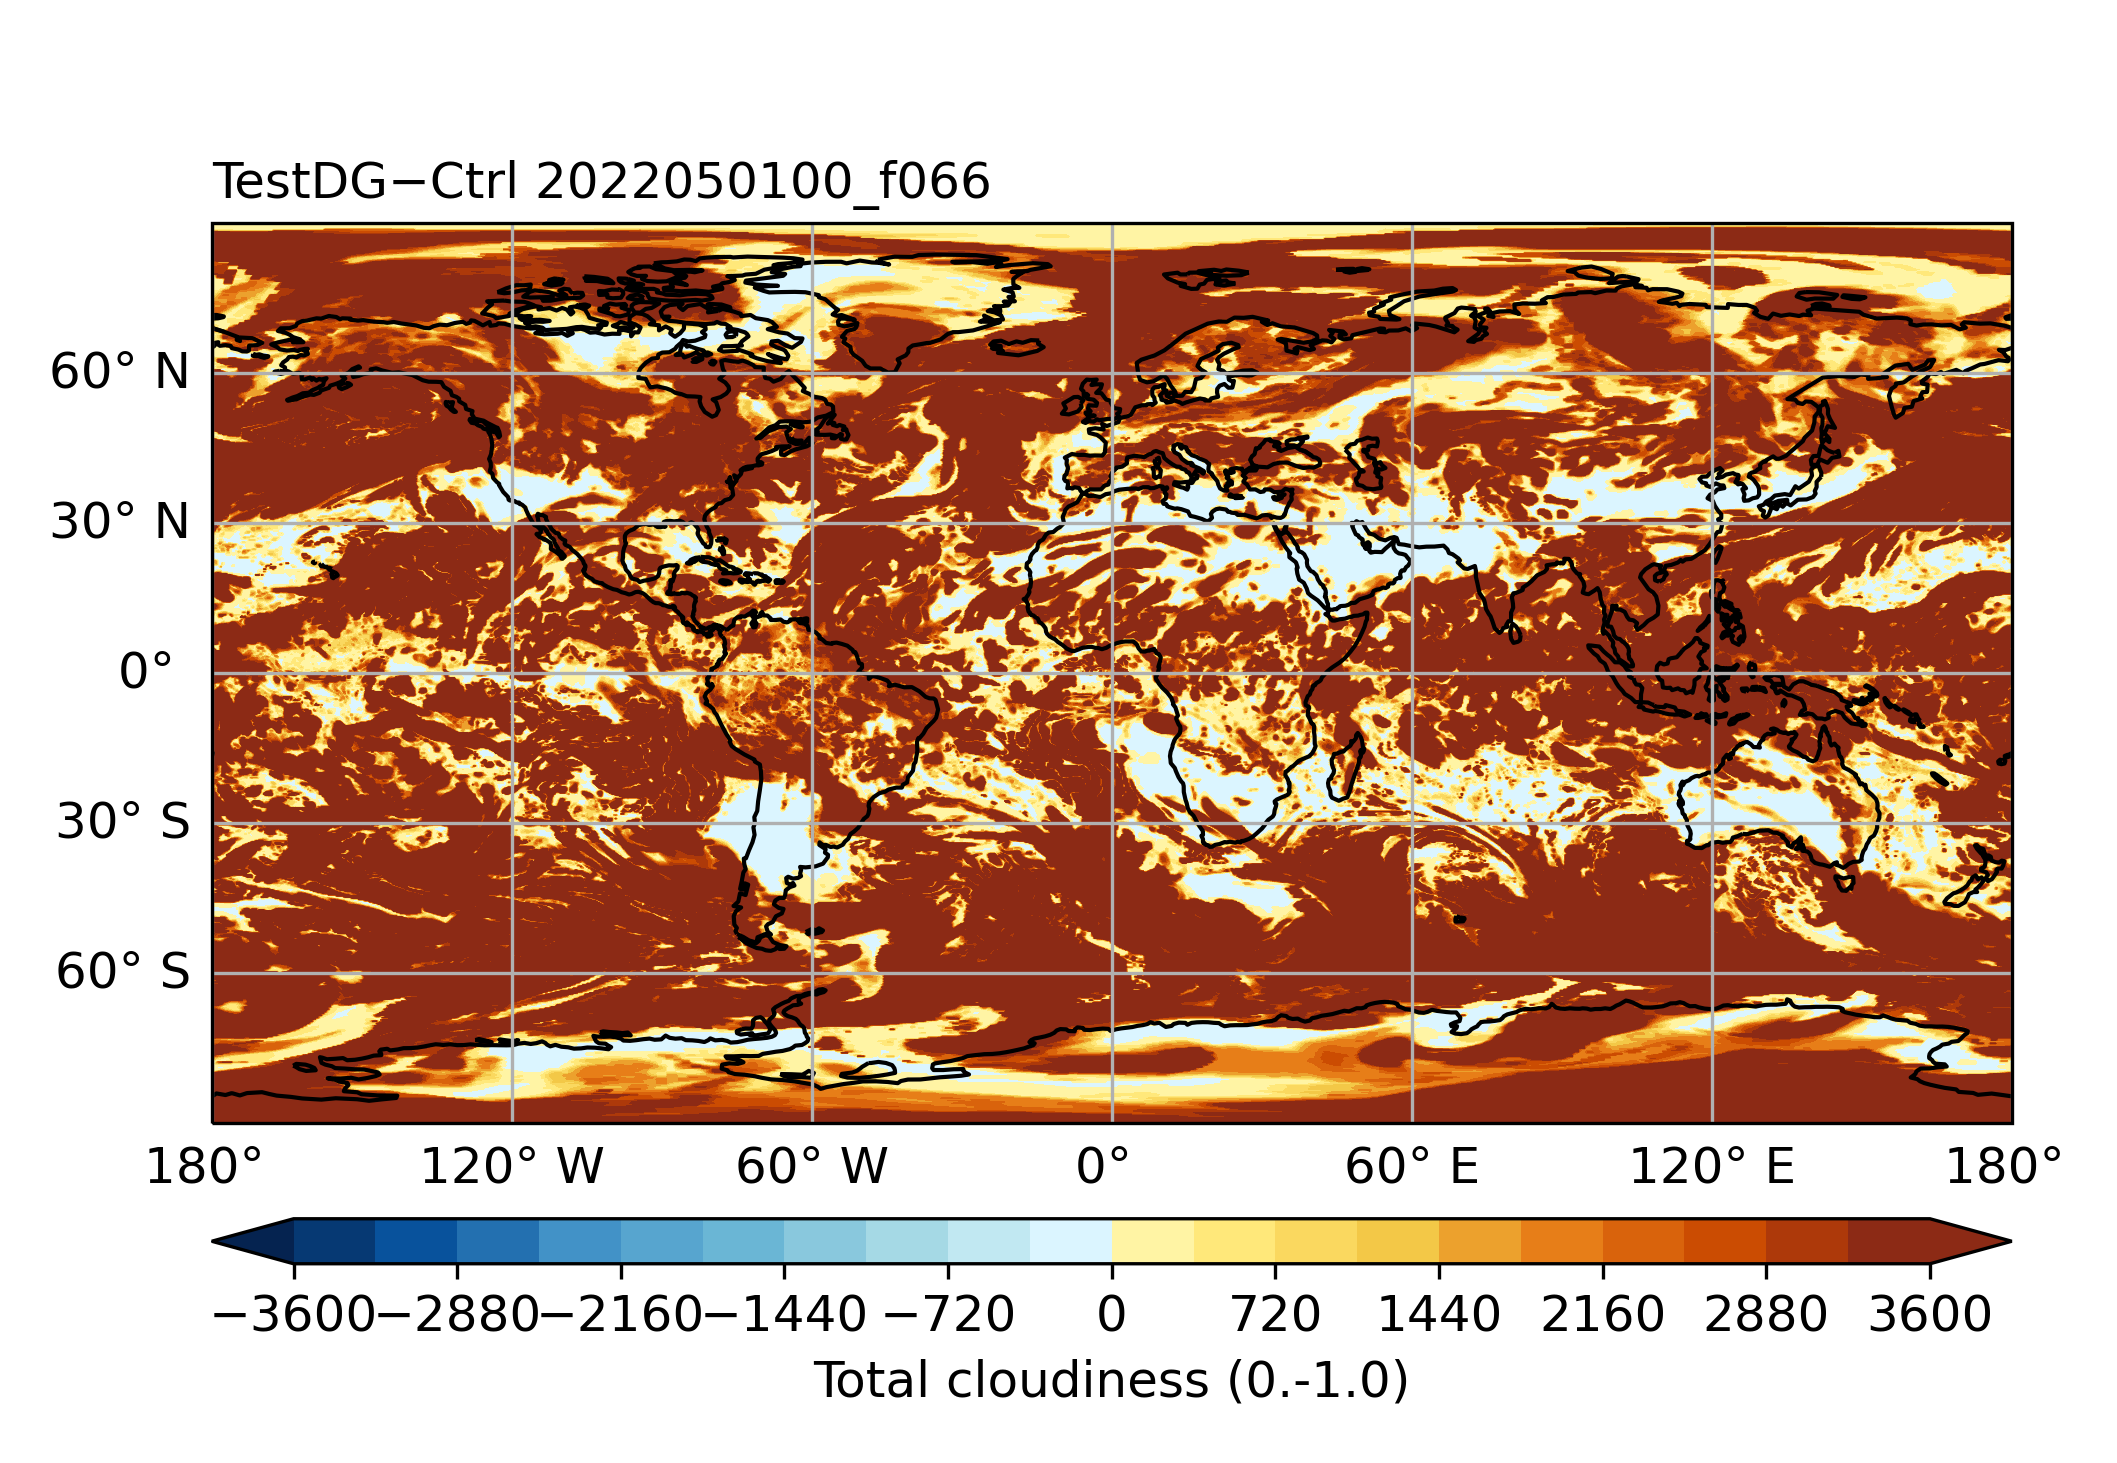 TestDG−Ctrl 2022050100_f066
60° N
30° N
0°
30° S
60° S
180° 120° W 60° W 0° 60° E 120° E 180°
−3600 −2880 −2160 −1440 −720 0 720 1440 2160 2880 3600
Total cloudiness (0.-1.0)